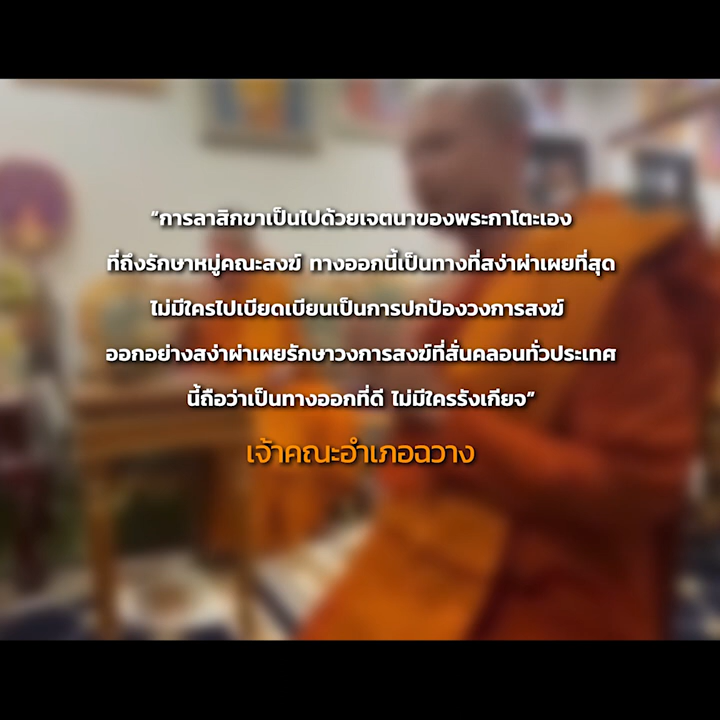 “การลาสิกขาเป็นไปด้วยเจตนาของพระกาโตะเอง
ที่ถึงรักษาหมู่คณะสงฆ์ ทางออกนี้เป็นทางที่สง่าผ่าเผยที่สุด
ไม่มีใครไปเบียดเบียนเป็นการปกป้องวงการสงฆ์
ออกอย่างสง่าผ่าเผยรักษาวงการสงฆ์ที่สั่นคลอนทั่วประเทศ
นี้ถือว่าเป็นทางออกที่ดี ไม่มีใครรังเกียจ”
เจ้าคณะอำเภอฉวาง